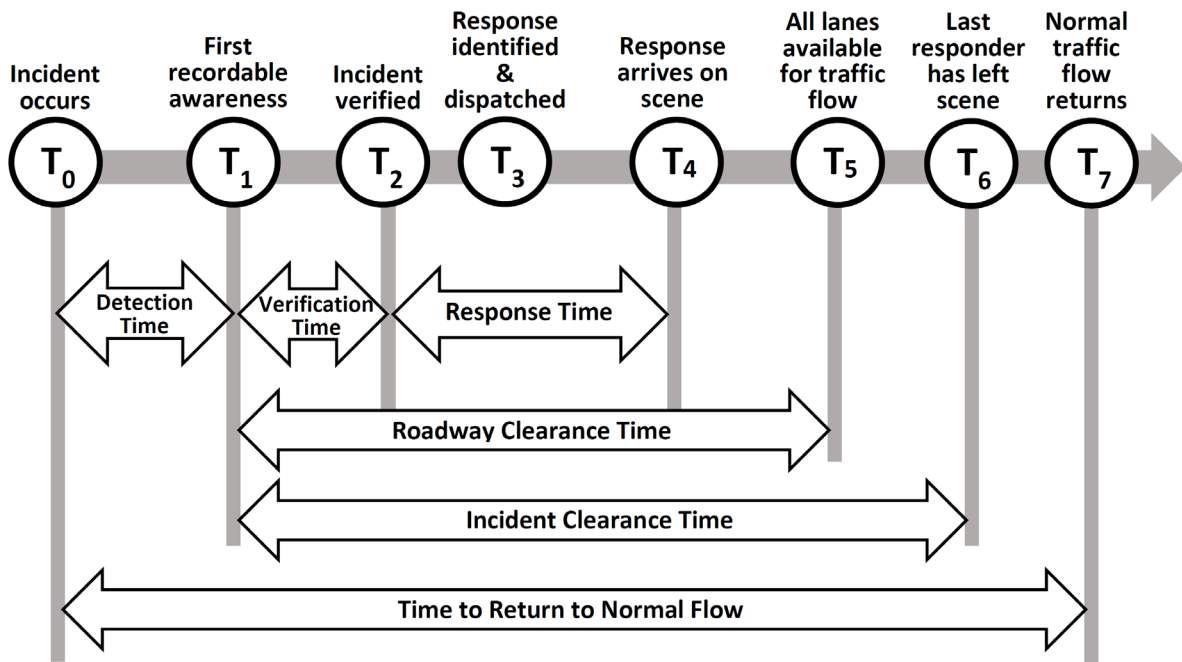 Incident
occurs
First
recordable
awareness
Incident
verified
Response
identified
&
dispatched
Response
arrives on
scene
All lanes
available
for traffic
flow
Last
responder
has left
scene
Normal
traffic
flow
returns
T0
T1
T2
T3
T4
T5
T6
T7
Detection
Time
Verification
Time
Response Time
Roadway Clearance Time
Incident Clearance Time
Time to Return to Normal Flow